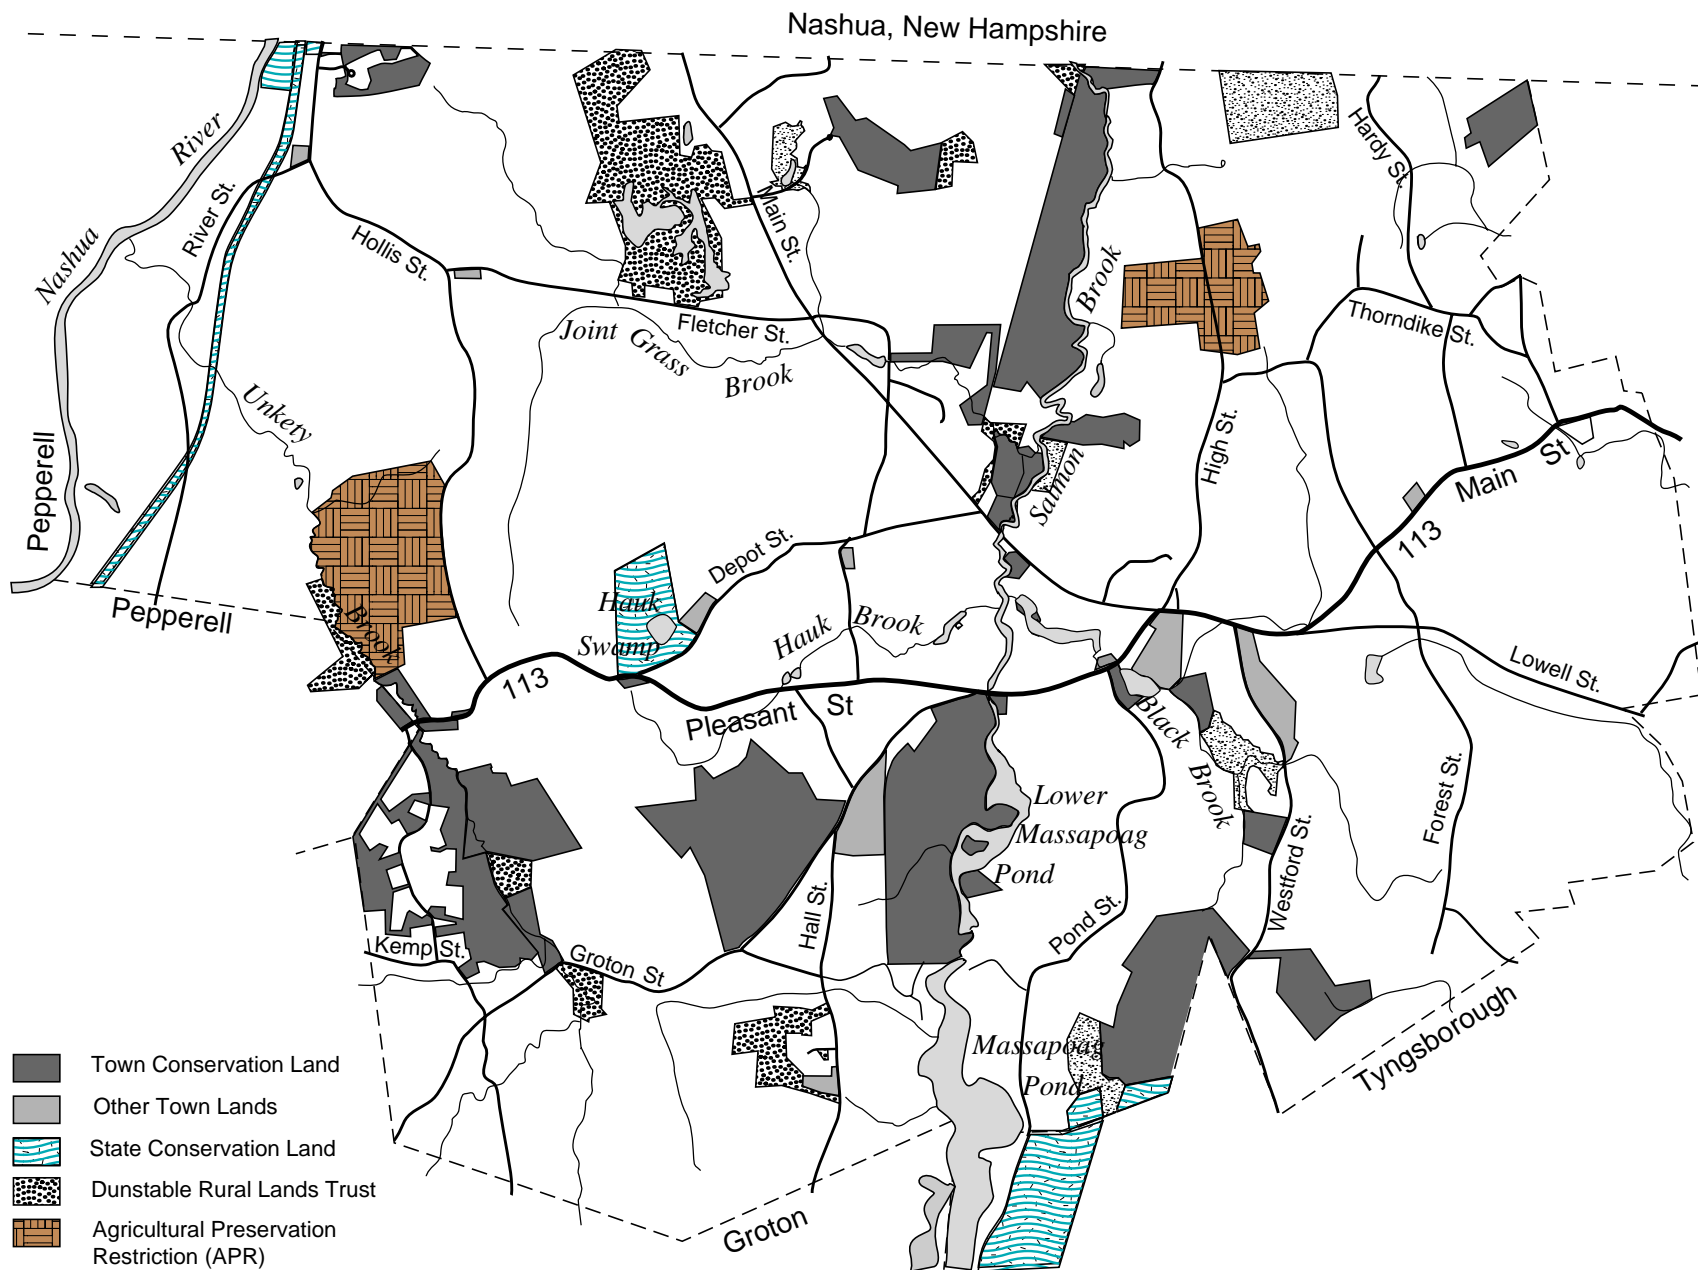 Nashua, New Hampshire
River
Nashua
River St.
Hollis St.
Main St.
Hardy St.
Brook
Thorndike St.
Joint Grass Brook
Fletcher St.
Unkety
Brook
High St.
Main St
113
Salmon
Pepperell
Pepperell
Depot St.
Hauk
Swamp
Hauk Brook
113
Pleasant St
Lowell St.
Black
Brook
Lower
Massapoag
Pond
Forest St.
Westford St.
Hall St.
Pond St.
Kemp St.
Groton St
Massapoag
Pond
Tyngsborough
Groton
Town Conservation Land
Other Town Lands
State Conservation Land
Dunstable Rural Lands Trust
Agricultural Preservation
Restriction (APR)